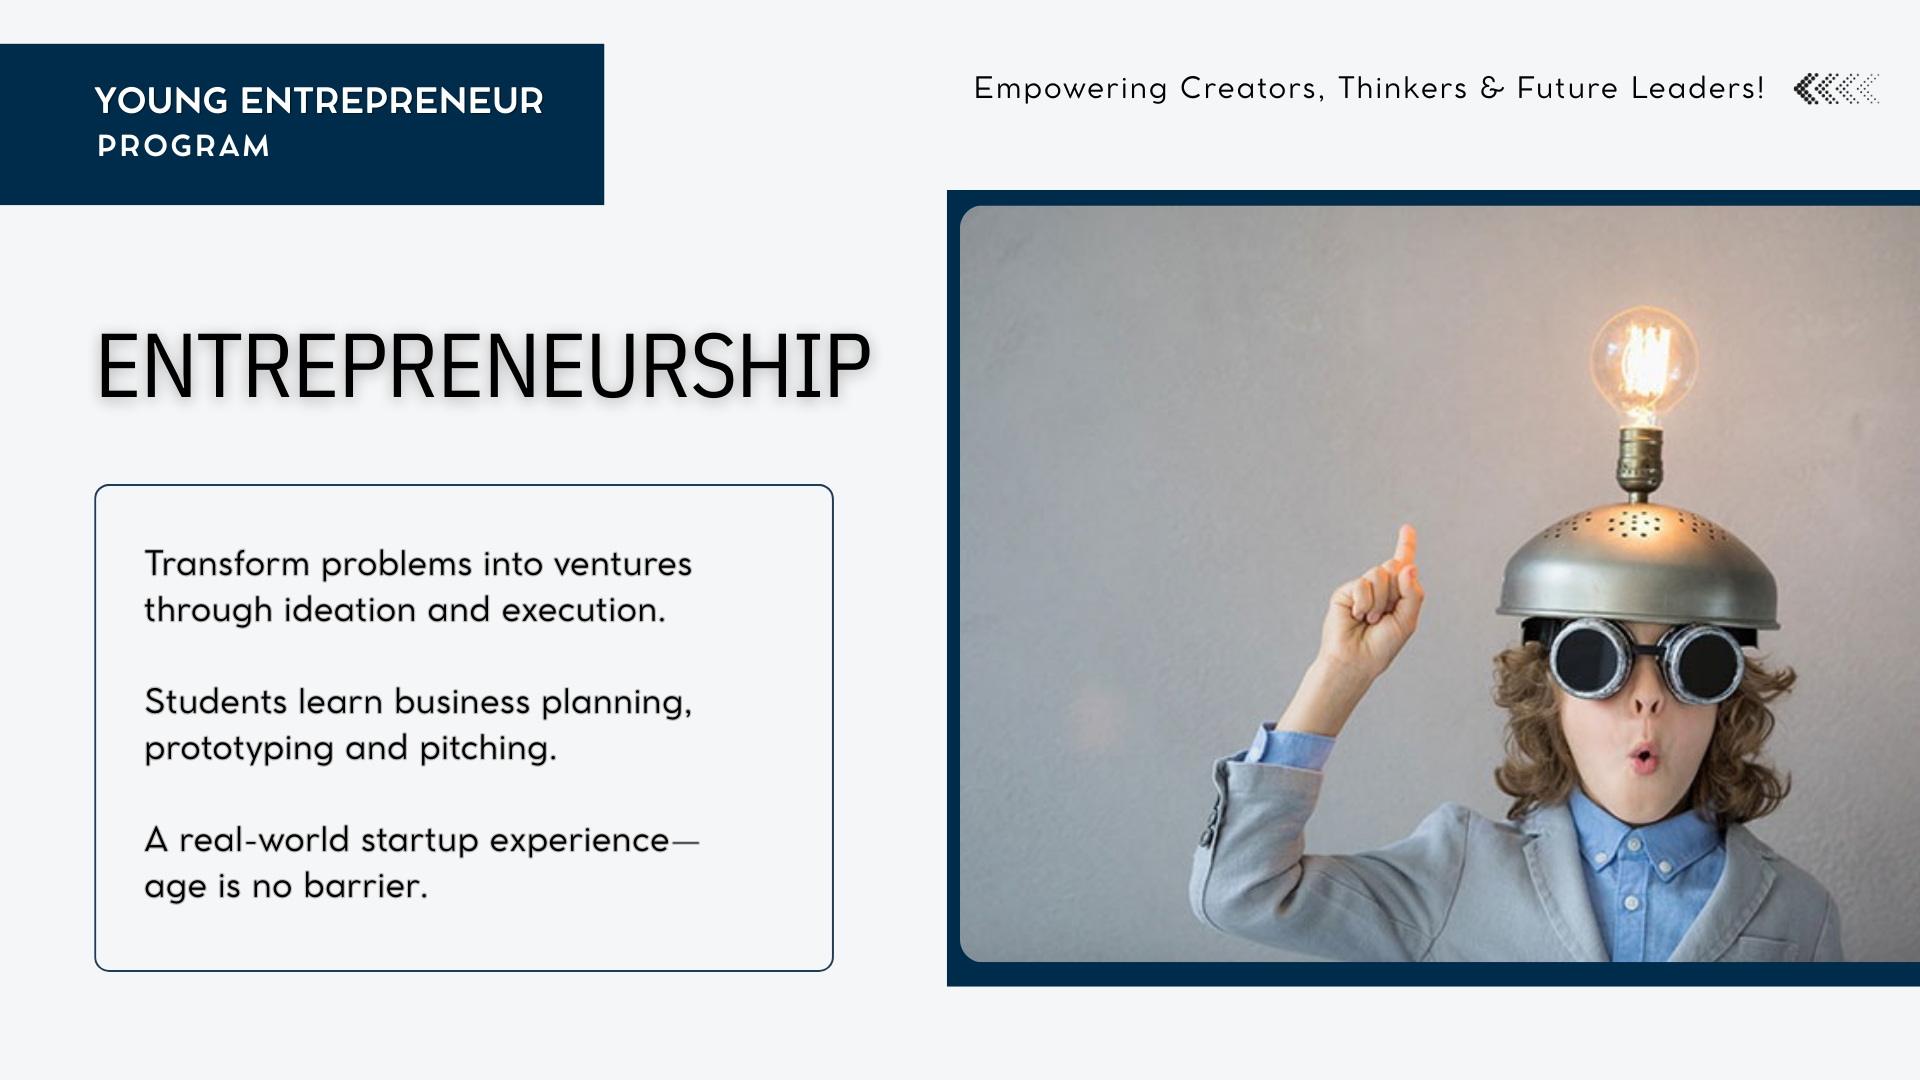 YOUNG ENTREPRENEUR
PROGRAM
Empowering Creators, Thinkers & Future Leaders!
ENTREPRENEURSHIP
Transform problems into ventures
through ideation and execution.
Students learn business planning,
prototyping and pitching.
A real-world startup experience—
age is no barrier.